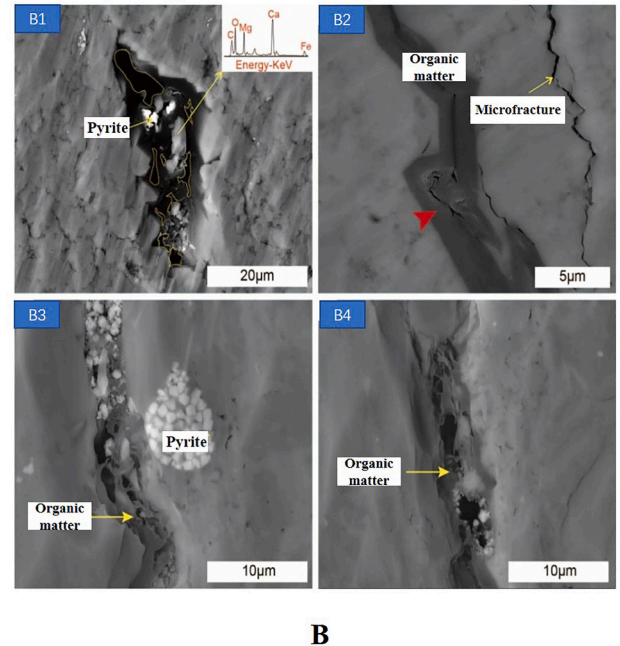 B1
C O Mg Ca Fe
Energy-KeV
Pyrite
20μm
B2
Organic
matter
Microfracture
5μm
B3
Pyrite
Organic
matter
10μm
B4
Organic
matter
10μm
B